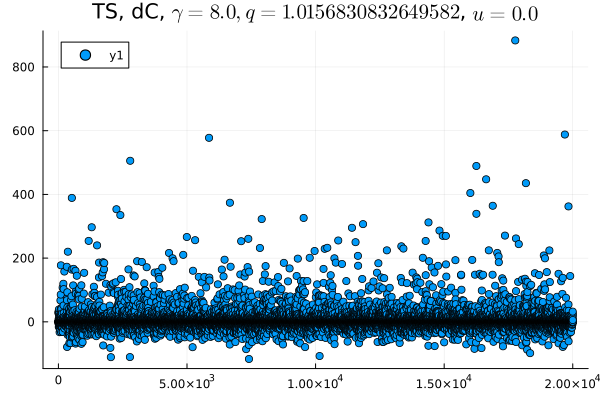 TS, dC, γ = 8.0, q = 1.0156830832649582, u = 0.0
y1
800
600
400
200
0
0 5.00×10³ 1.00×10⁴ 1.50×10⁴ 2.00×10⁴